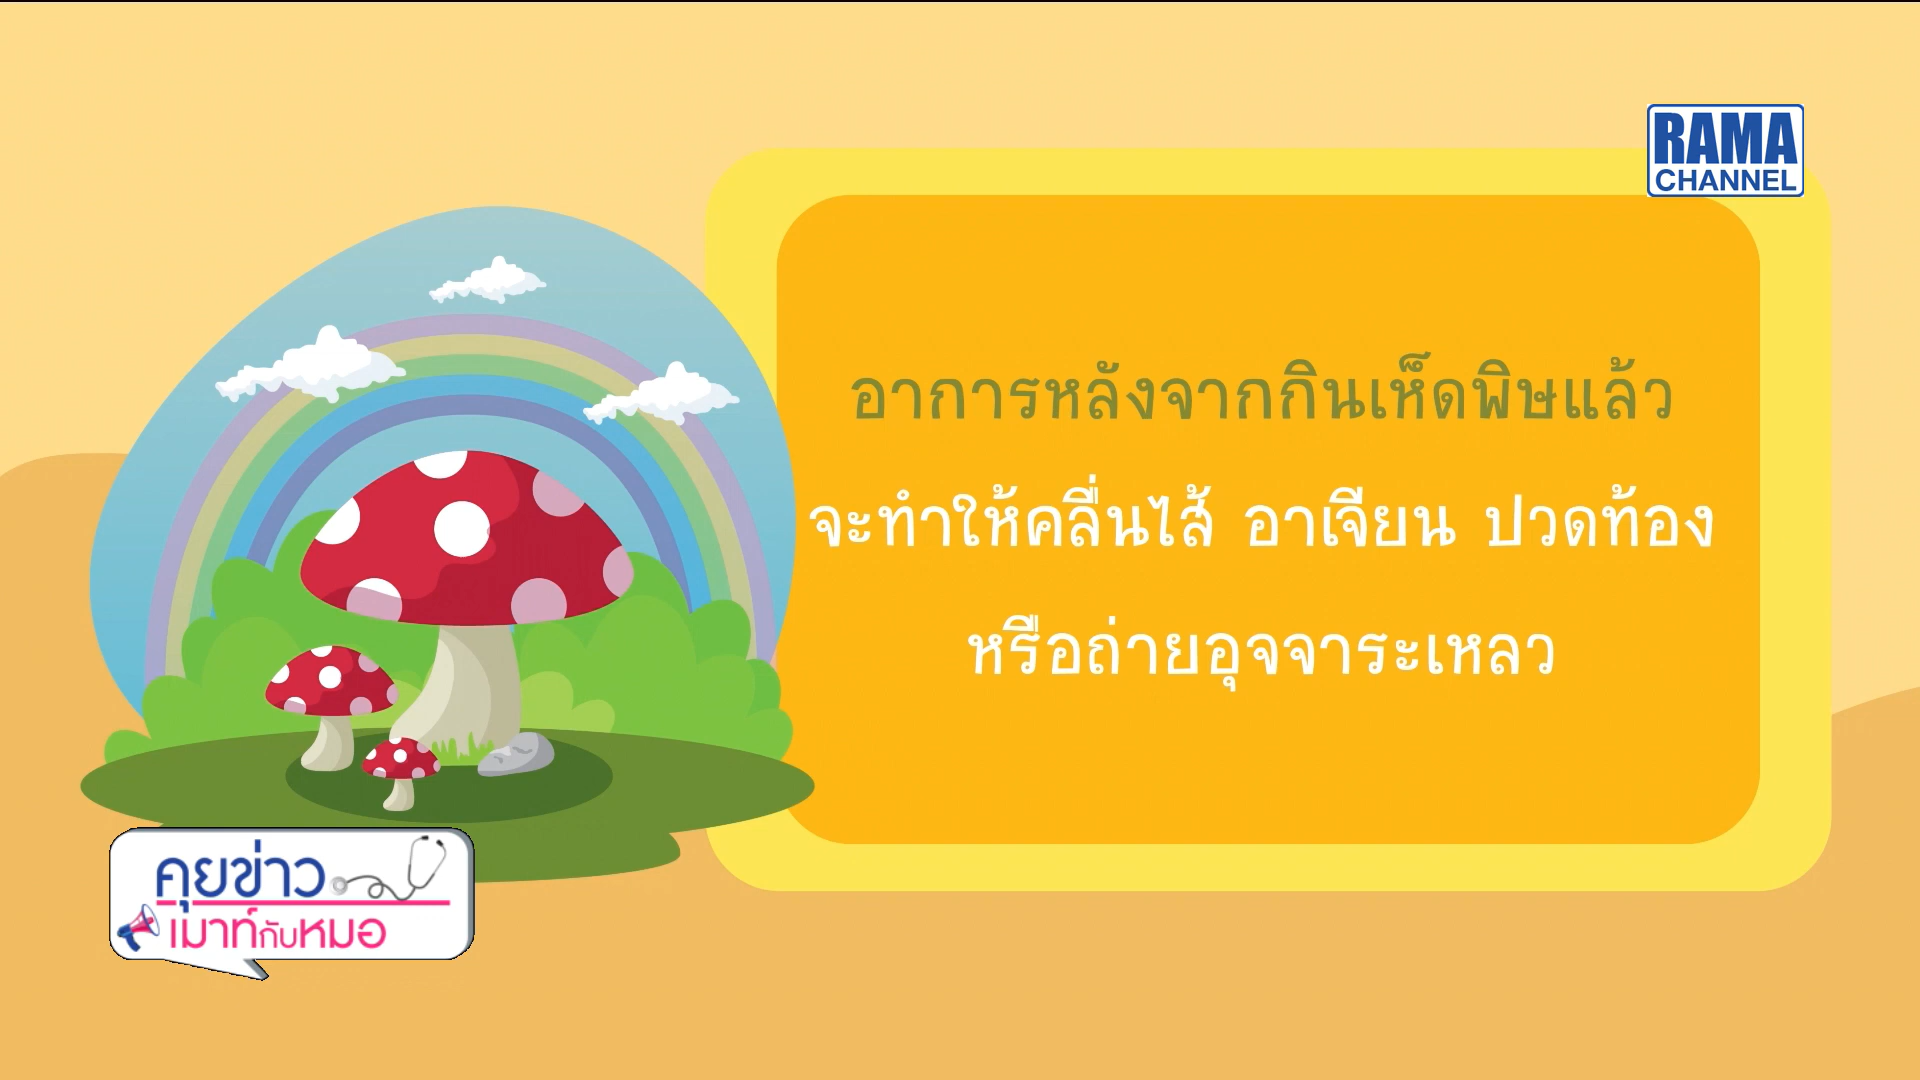 RAMA
CHANNEL
อาการหลังจากกินเห็ดพิษแล้ว
จะทำให้คลื่นไส้ อาเจียน ปวดท้อง
หรือถ่ายอุจจาระเหลว
คุยข่าว
เมาท์กับหมอ